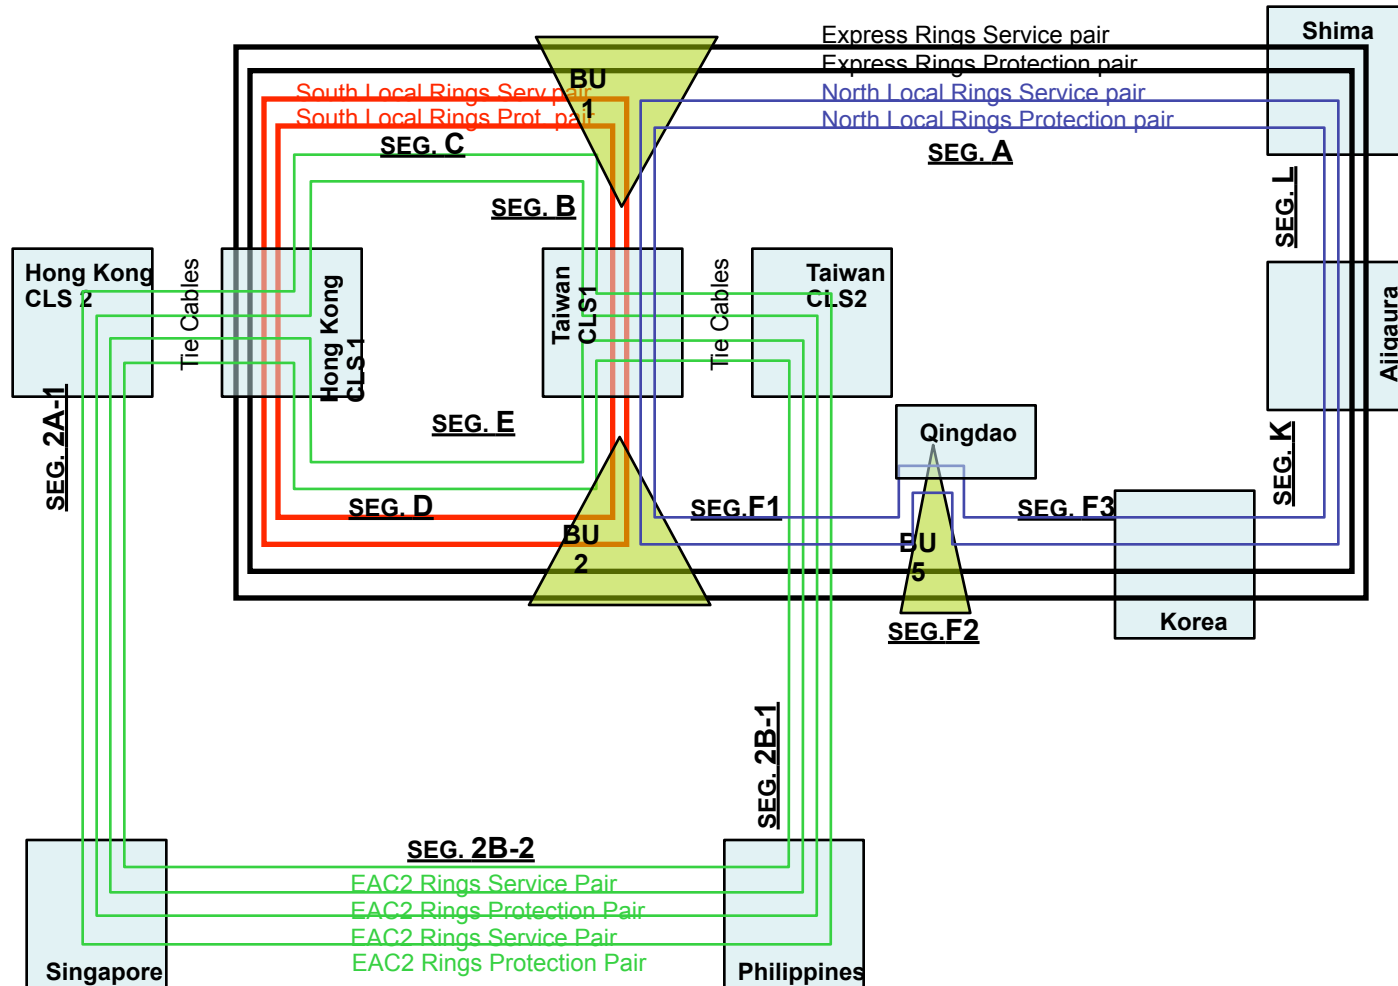 Express Rings Service pair
Shima
Express Rings Protection pair
BU
1
South Local Rings Serv.pair
North Local Rings Service pair
South Local Rings Prot. pair
North Local Rings Protection pair
SEG. C
SEG. A
SEG. B
SEG. L
Hong Kong
CLS 2
Tie Cables
Hong Kong
CLS 1
Taiwan
CLS1
Tie Cables
Taiwan
CLS2
Ajigaura
SEG. 2A-1
SEG. E
Qingdao
SEG. K
SEG. D
SEG.F1
SEG. F3
BU
2
BU
5
SEG.F2
Korea
SEG. 2B-1
SEG. 2B-2
EAC2 Rings Service Pair
EAC2 Rings Protection Pair
EAC2 Rings Service Pair
EAC2 Rings Protection Pair
Singapore
Philippines